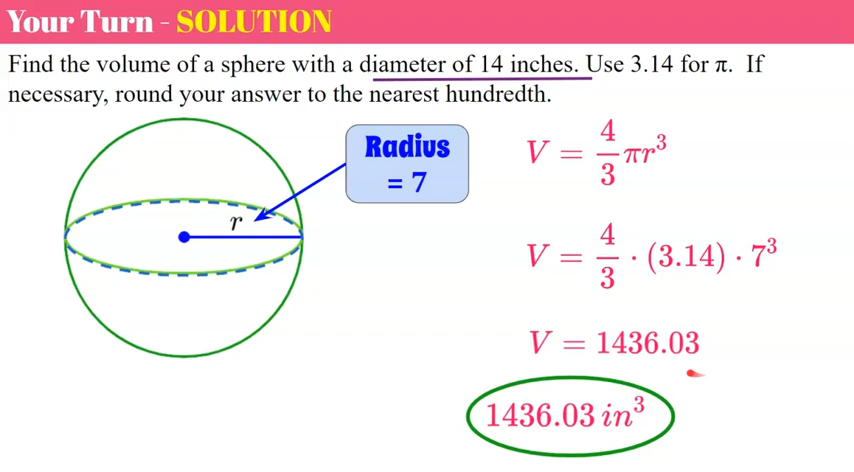 Your Turn - SOLUTION
Find the volume of a sphere with a diameter of 14 inches. Use 3.14 for π. If
necessary, round your answer to the nearest hundredth.
Radius
= 7
r
V = 4/3 πr³
V = 4/3 · (3.14) · 7³
V = 1436.03
1436.03 in³